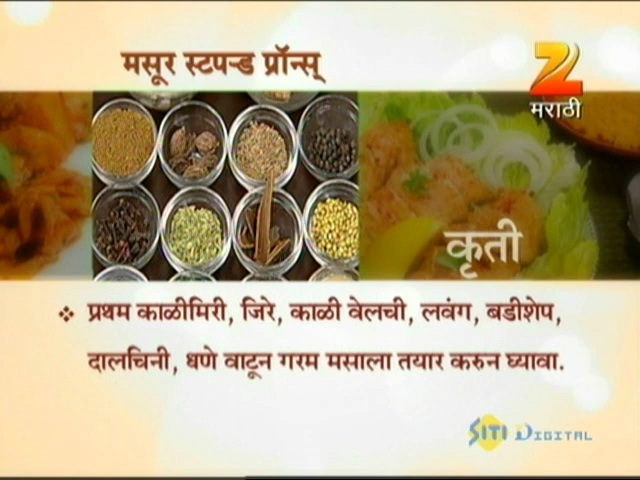 मसूर स्टफ्ड प्रॉन्स्
मराठी
कृती
❖ प्रथम काळीमिरी, जिरे, काळी वेलची, लवंग, बडीशेप,
दालचिनी, धणे वाटून गरम मसाला तयार करुन घ्यावा.
SITI DIGITAL